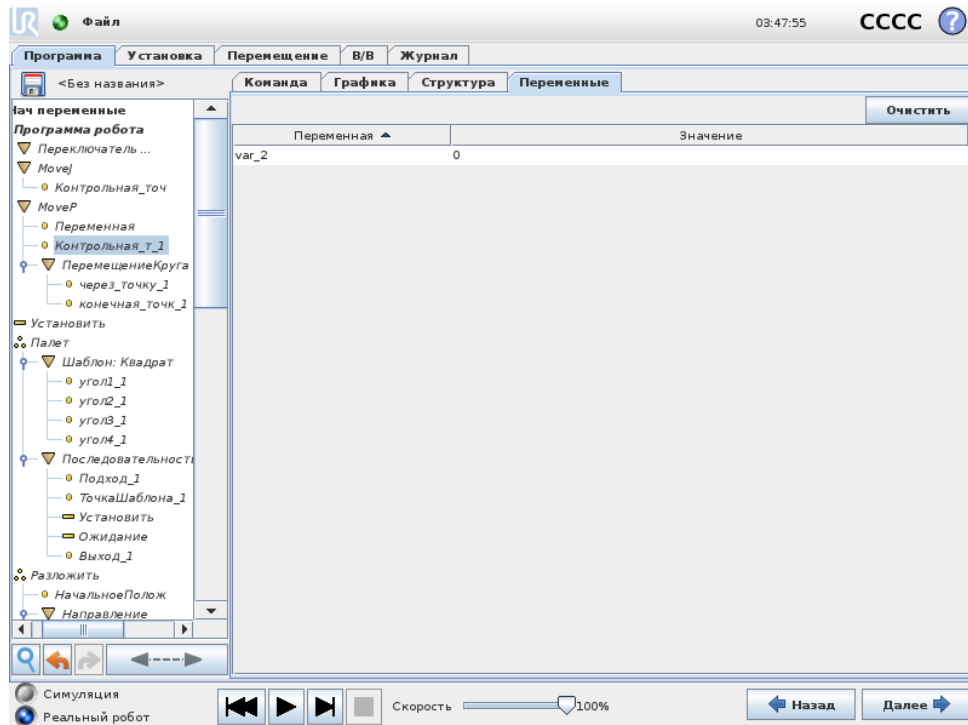 Файл 03:47:55 CCCC ?
Программа Установка Перемещение В/В Журнал
<Без названия> Команда Графика Структура Переменные
Очистить
Переменная Значение
var_2 0
Нач переменные
Программа робота
Переключатель ...
MoveJ
Контрольная_точ
MoveP
Переменная
Контрольная_т_1
ПеремещениеКруга
через_точку_1
конечная_точк_1
Установить
Палет
Шаблон: Квадрат
угол1_1
угол2_1
угол3_1
угол4_1
Последовательность
Подход_1
ТочкаШаблона_1
Установить
Ожидание
Выход_1
Разложить
НачальноеПолож
Направление
Симуляция
Реальный робот
Скорость 100% Назад Далее